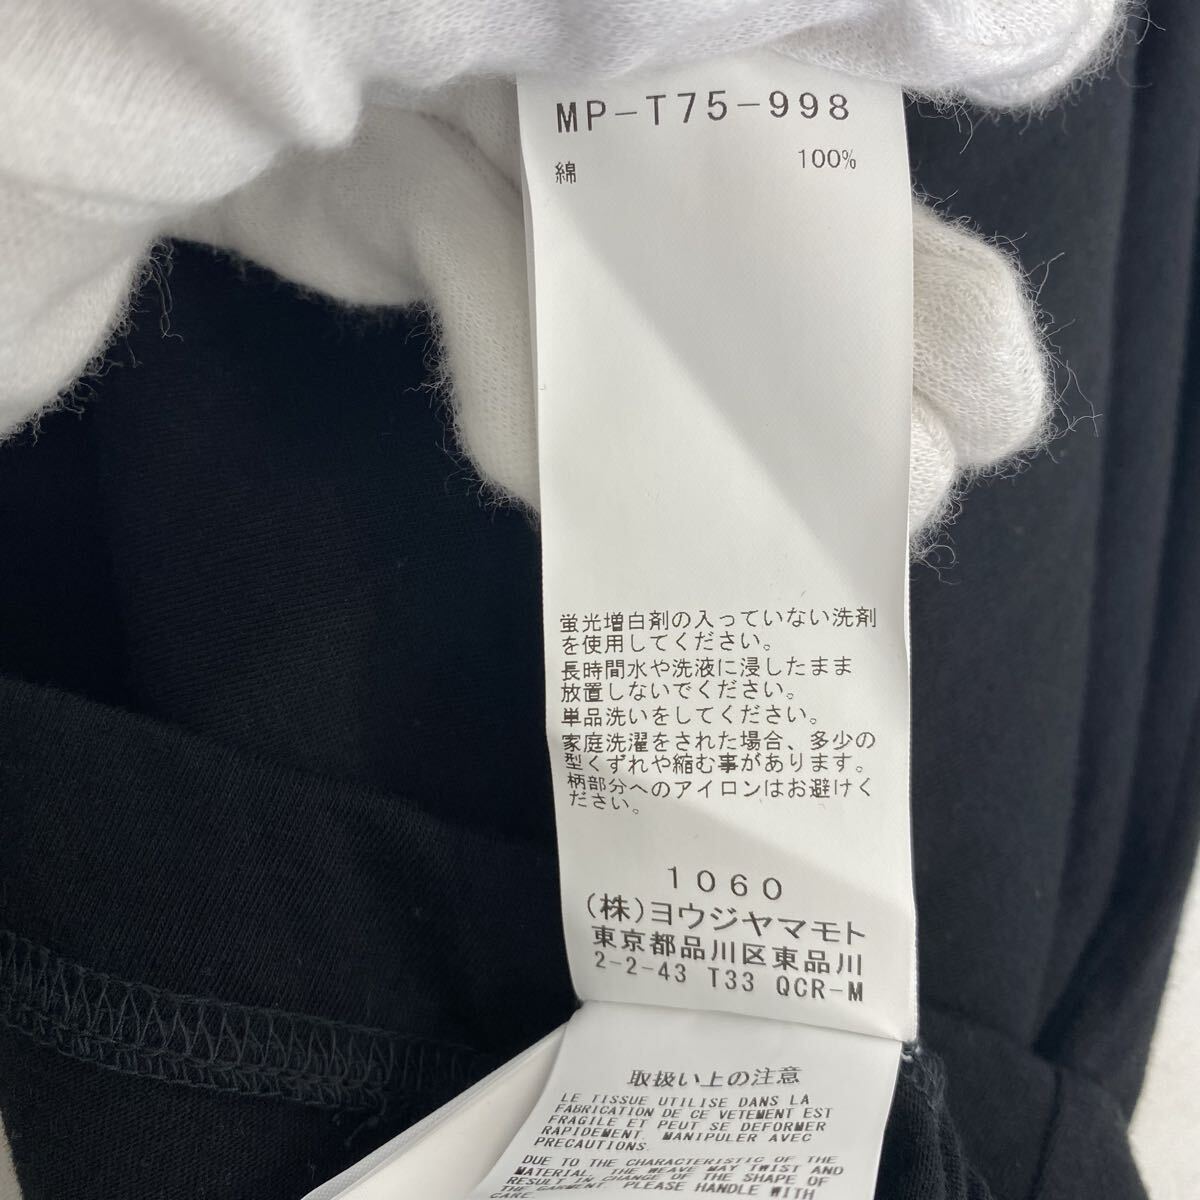 MP-T75-998
綿 100%
蛍光増白剤の入っていない洗剤
を使用してください。
長時間水や洗液に浸したまま
放置しないでください。
単品洗いをしてください。
家庭洗濯をされた場合、多少の
型くずれや縮む事があります。
柄部分へのアイロンはお避けく
ださい。
1060
(株)ヨウジヤマモト
東京都品川区東品川
2-2-43 T33 QCR-M
取扱い上の注意
LE TISSUE UTILISE DANS LA
FABRICATION DE CE VETEMENT EST
FRAGILE ET PEUT SE DEFORMER
RAPIDEMENT. MANIPULER AVEC
PRECAUTIONS.
DUE TO THE CHARACTERISTIC OF THE
MATERIAL, THE WEAVE MAY TWIST AND
RESULT IN CHANGE OF THE SHAPE OF
THE GARMENT PLEASE HANDLE WITH
CARE.